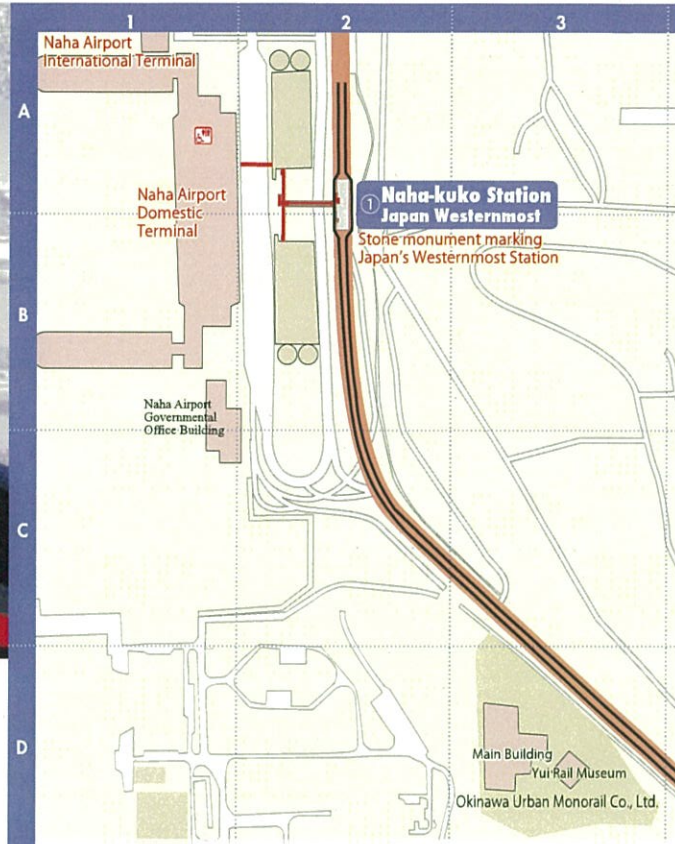 1 2 3
A
B
C
D
Naha Airport
International Terminal
Naha Airport
Domestic
Terminal
① Naha-kuko Station
Japan Westernmost
Stone monument marking
Japan's Westernmost Station
Naha Airport
Governmental
Office Building
Main Building
Yui Rail Museum
Okinawa Urban Monorail Co., Ltd.